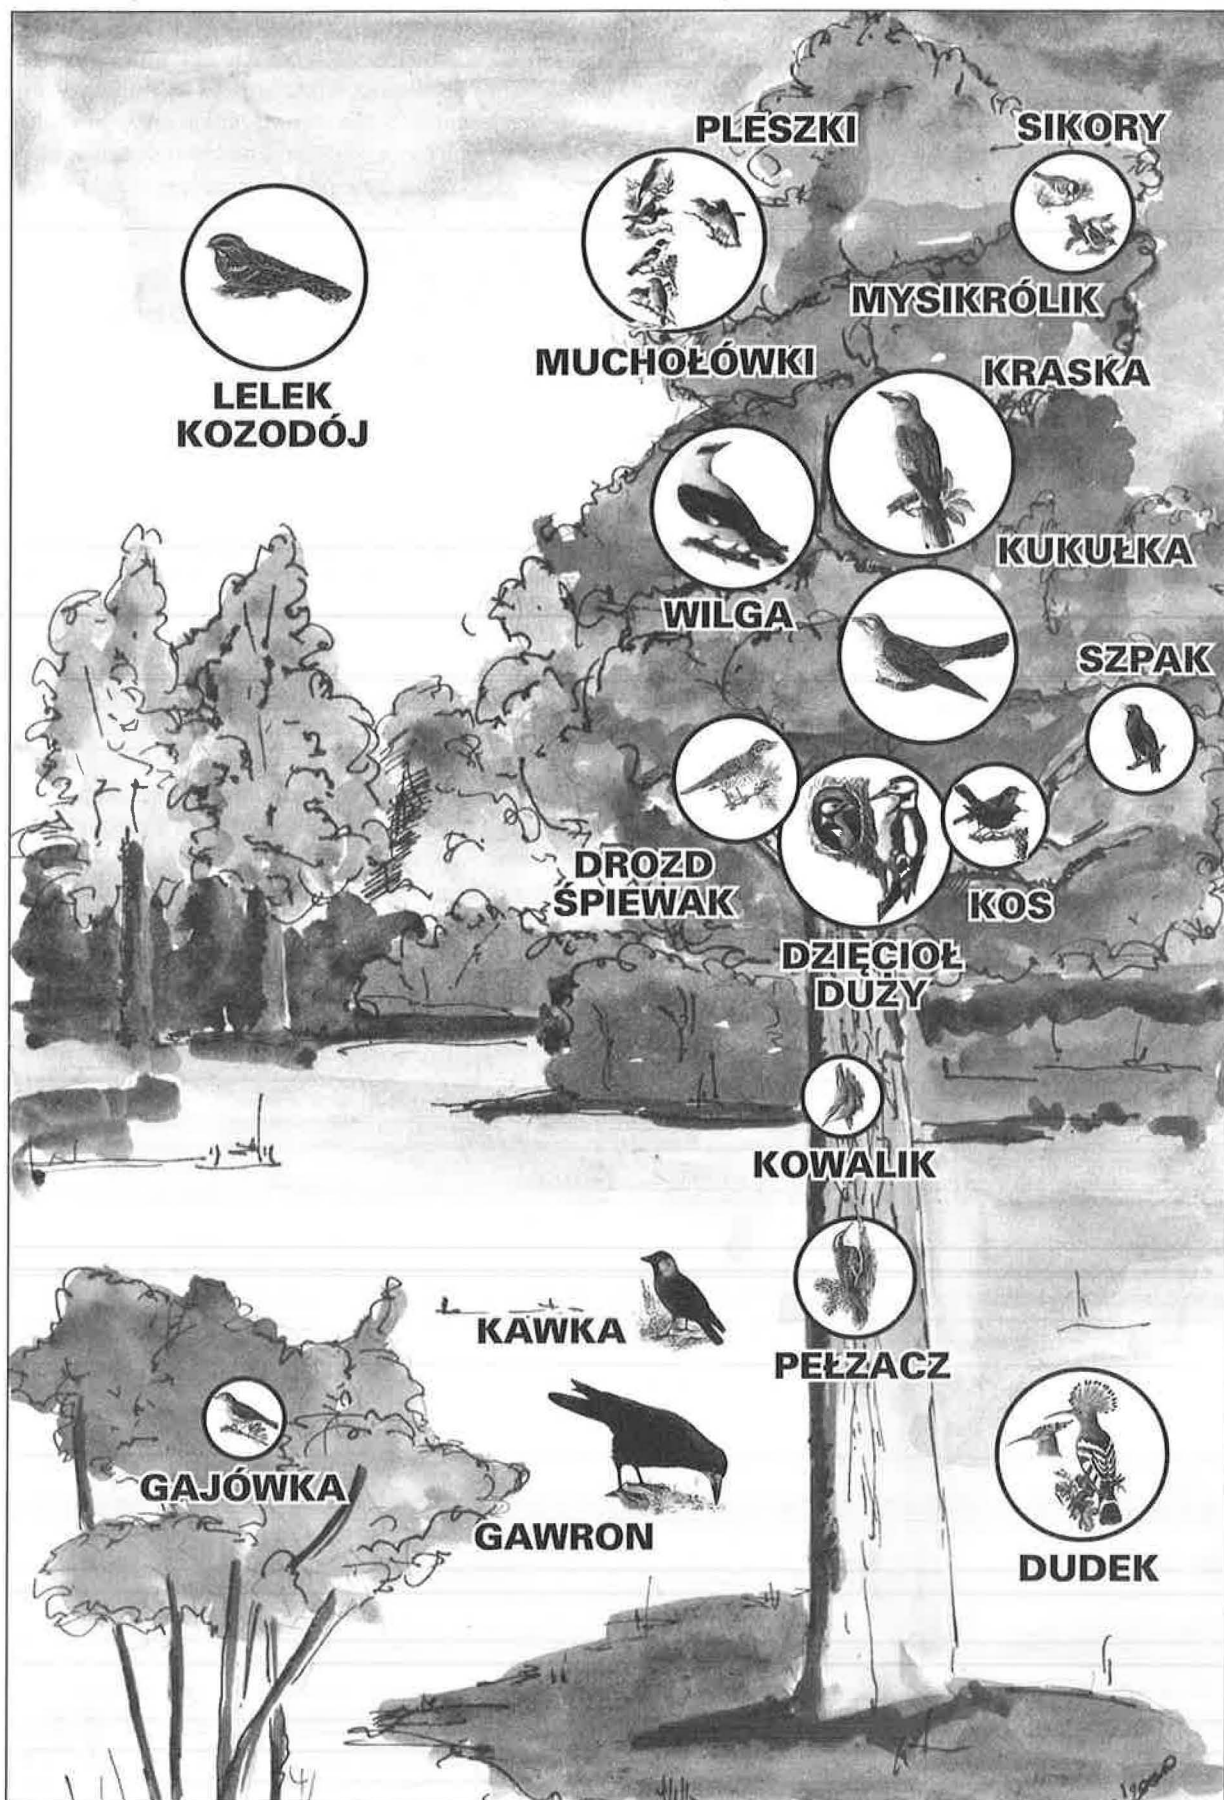 PLESZKI
SIKORY
MYSIKRÓLIK
MUCHOŁÓWKI
KRASKA
LELEK
KOZODÓJ
KUKUŁKA
WILGA
SZPAK
DROZD
ŚPIEWAK
KOS
DZIĘCIOŁ
DUŻY
KOWALIK
KAWKA
PEŁZACZ
GAJÓWKA
GAWRON
DUDEK